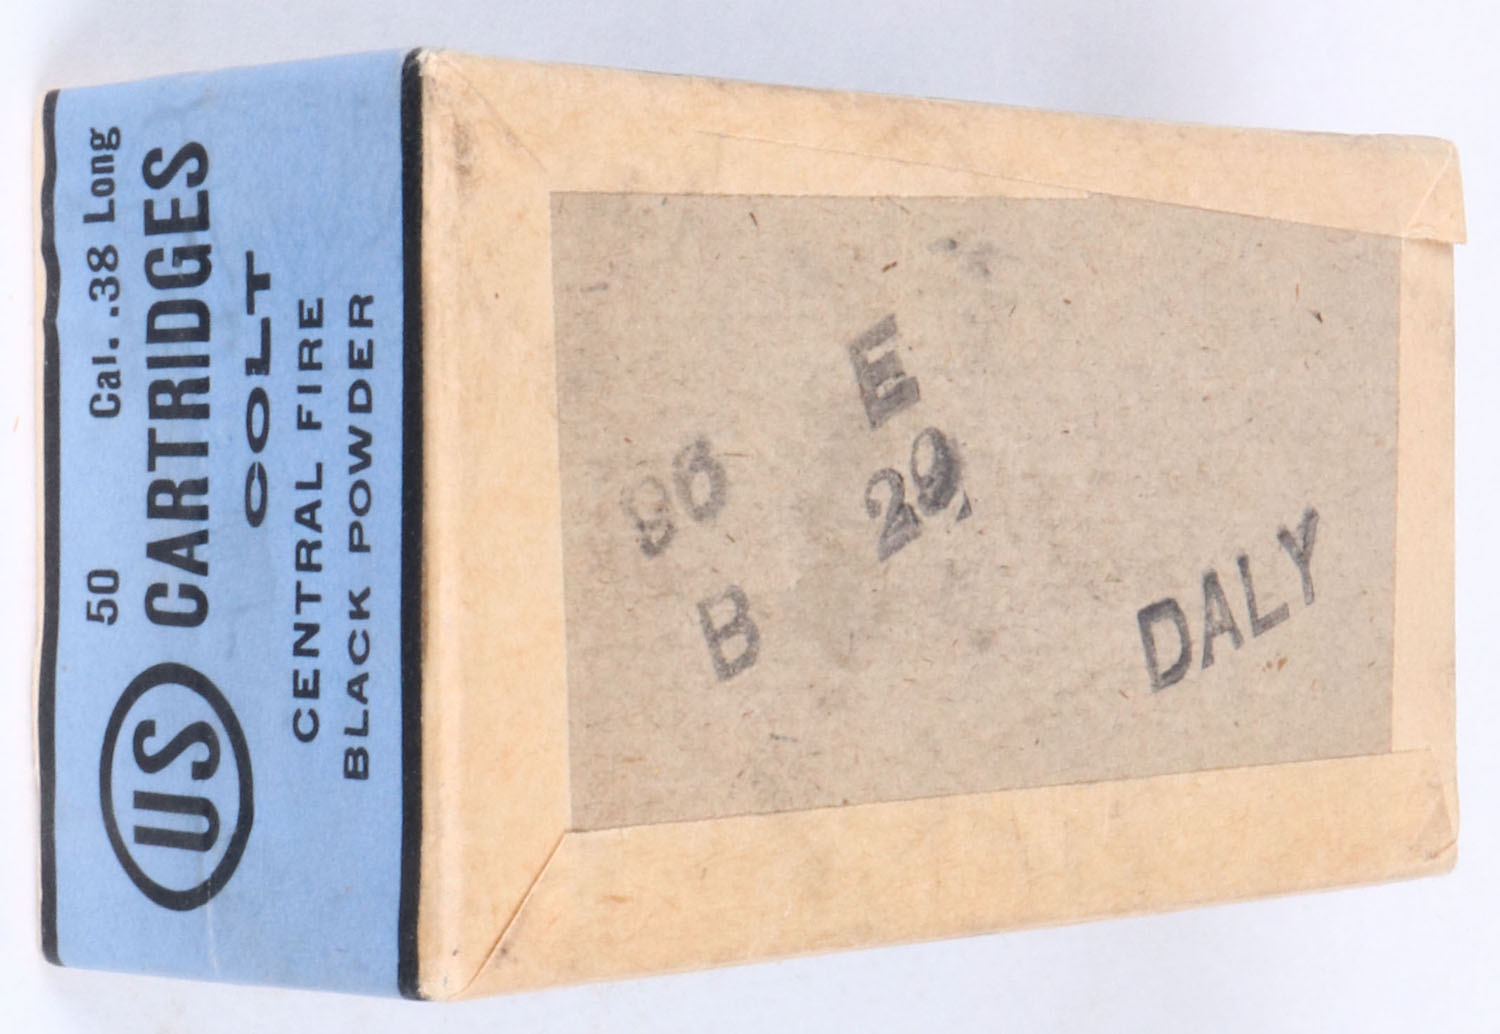 50 Cal. .38 Long
US CARTRIDGES
COLT
CENTRAL FIRE
BLACK POWDER
96
B
E
29
DALY